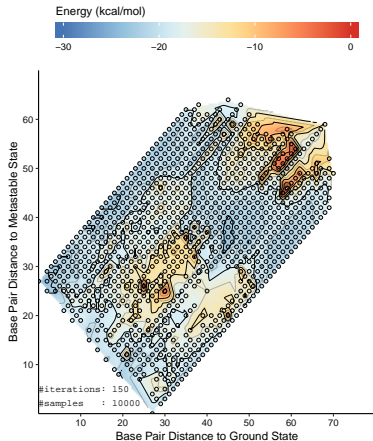 Energy (kcal/mol)
−30 −20 −10 0
Base Pair Distance to Metastable State
60
50
40
30
20
10
#iterations: 150
#samples : 10000
0 10 20 30 40 50 60 70
Base Pair Distance to Ground State